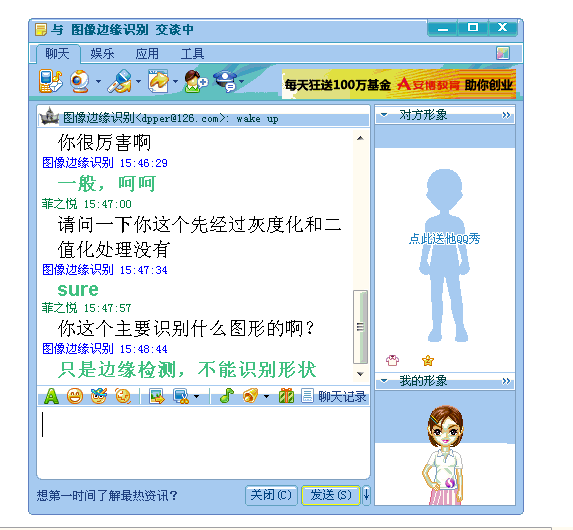 与 图像边缘识别 交谈中
聊天 娱乐 应用 工具
每天狂送100万基金 安博教育 助你创业
图像边缘识别<dpper@126.com>: wake up
对方形象
你很厉害啊
图像边缘识别 15:46:29
一般，呵呵
菲之悦 15:47:00
请问一下你这个先经过灰度化和二
值化处理没有
图像边缘识别 15:47:34
sure
菲之悦 15:47:57
你这个主要识别什么图形的啊？
图像边缘识别 15:48:44
只是边缘检测，不能识别形状
点此送他QQ秀
我的形象
聊天记录
想第一时间了解最热资讯？
关闭(C) 发送(S)